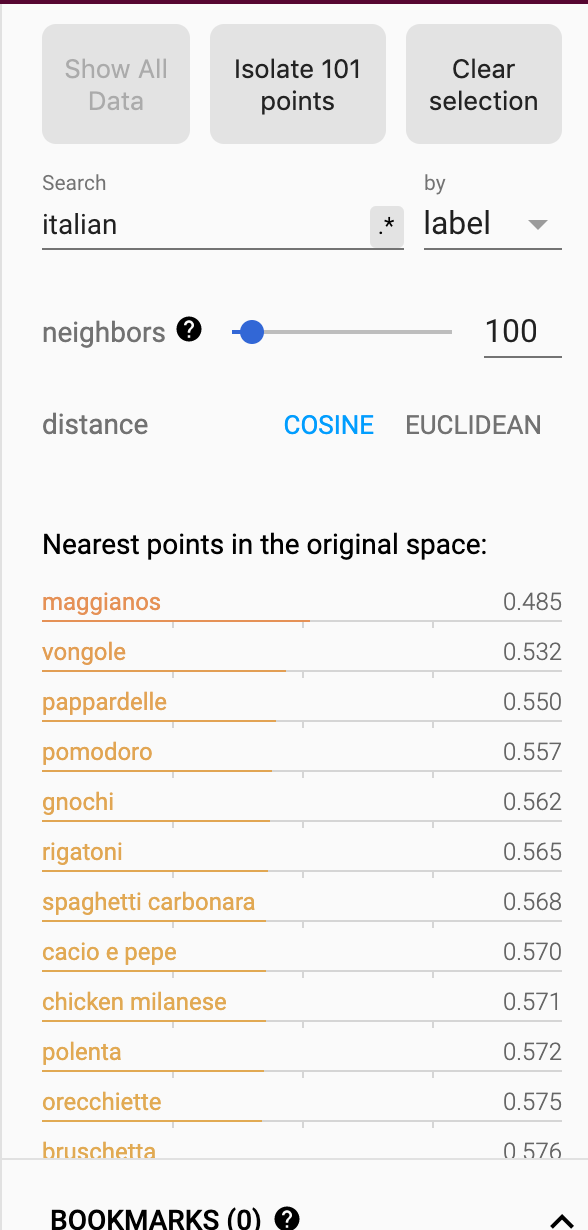 Show All Data
Isolate 101 points
Clear selection
Search
by
italian
.*
label
neighbors ?
100
distance
COSINE
EUCLIDEAN
Nearest points in the original space:
maggianos 0.485
vongole 0.532
pappardelle 0.550
pomodoro 0.557
gnochi 0.562
rigatoni 0.565
spaghetti carbonara 0.568
cacio e pepe 0.570
chicken milanese 0.571
polenta 0.572
orecchiette 0.575
bruschetta 0.576
BOOKMARKS (0) ?